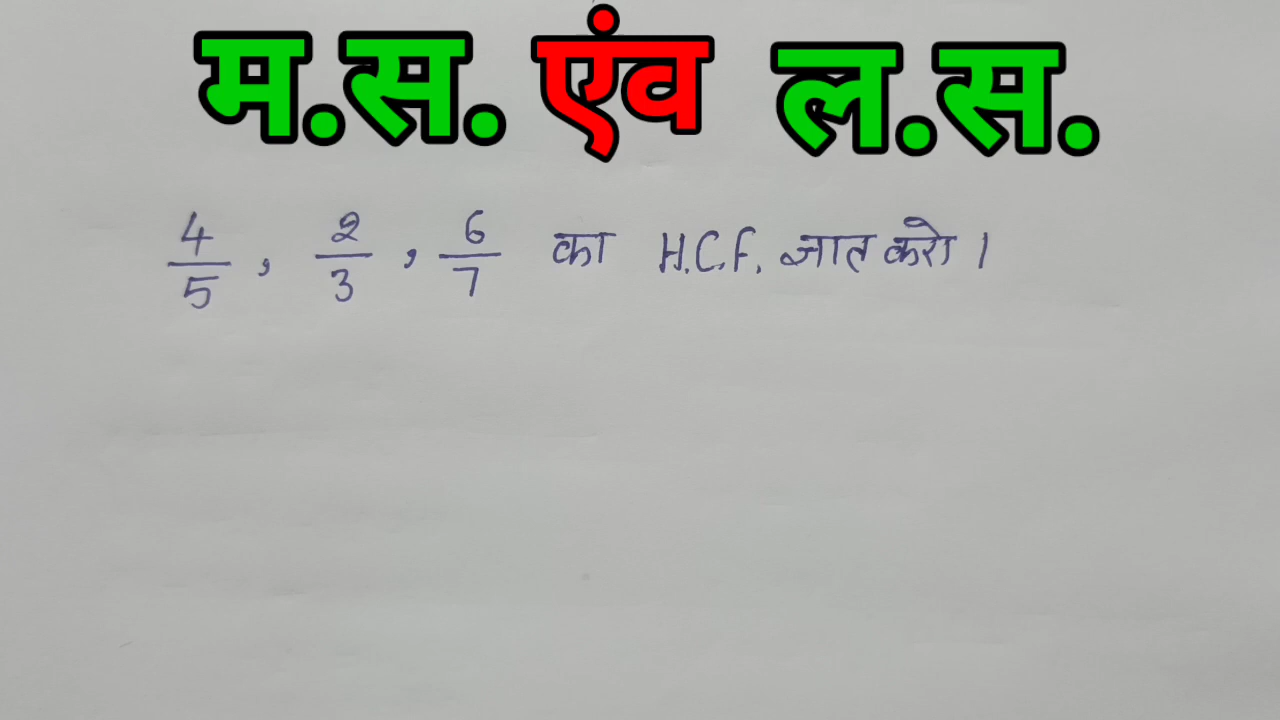 म.स. एंव ल.स.
4/5 , 2/3 , 6/7 का H.C.F. ज्ञात करो ।